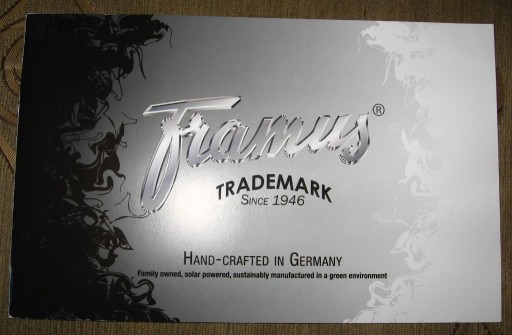 Framus®
TRADEMARK
SINCE 1946
HAND-CRAFTED IN GERMANY
Family owned, solar powered, sustainably manufactured in a green environment